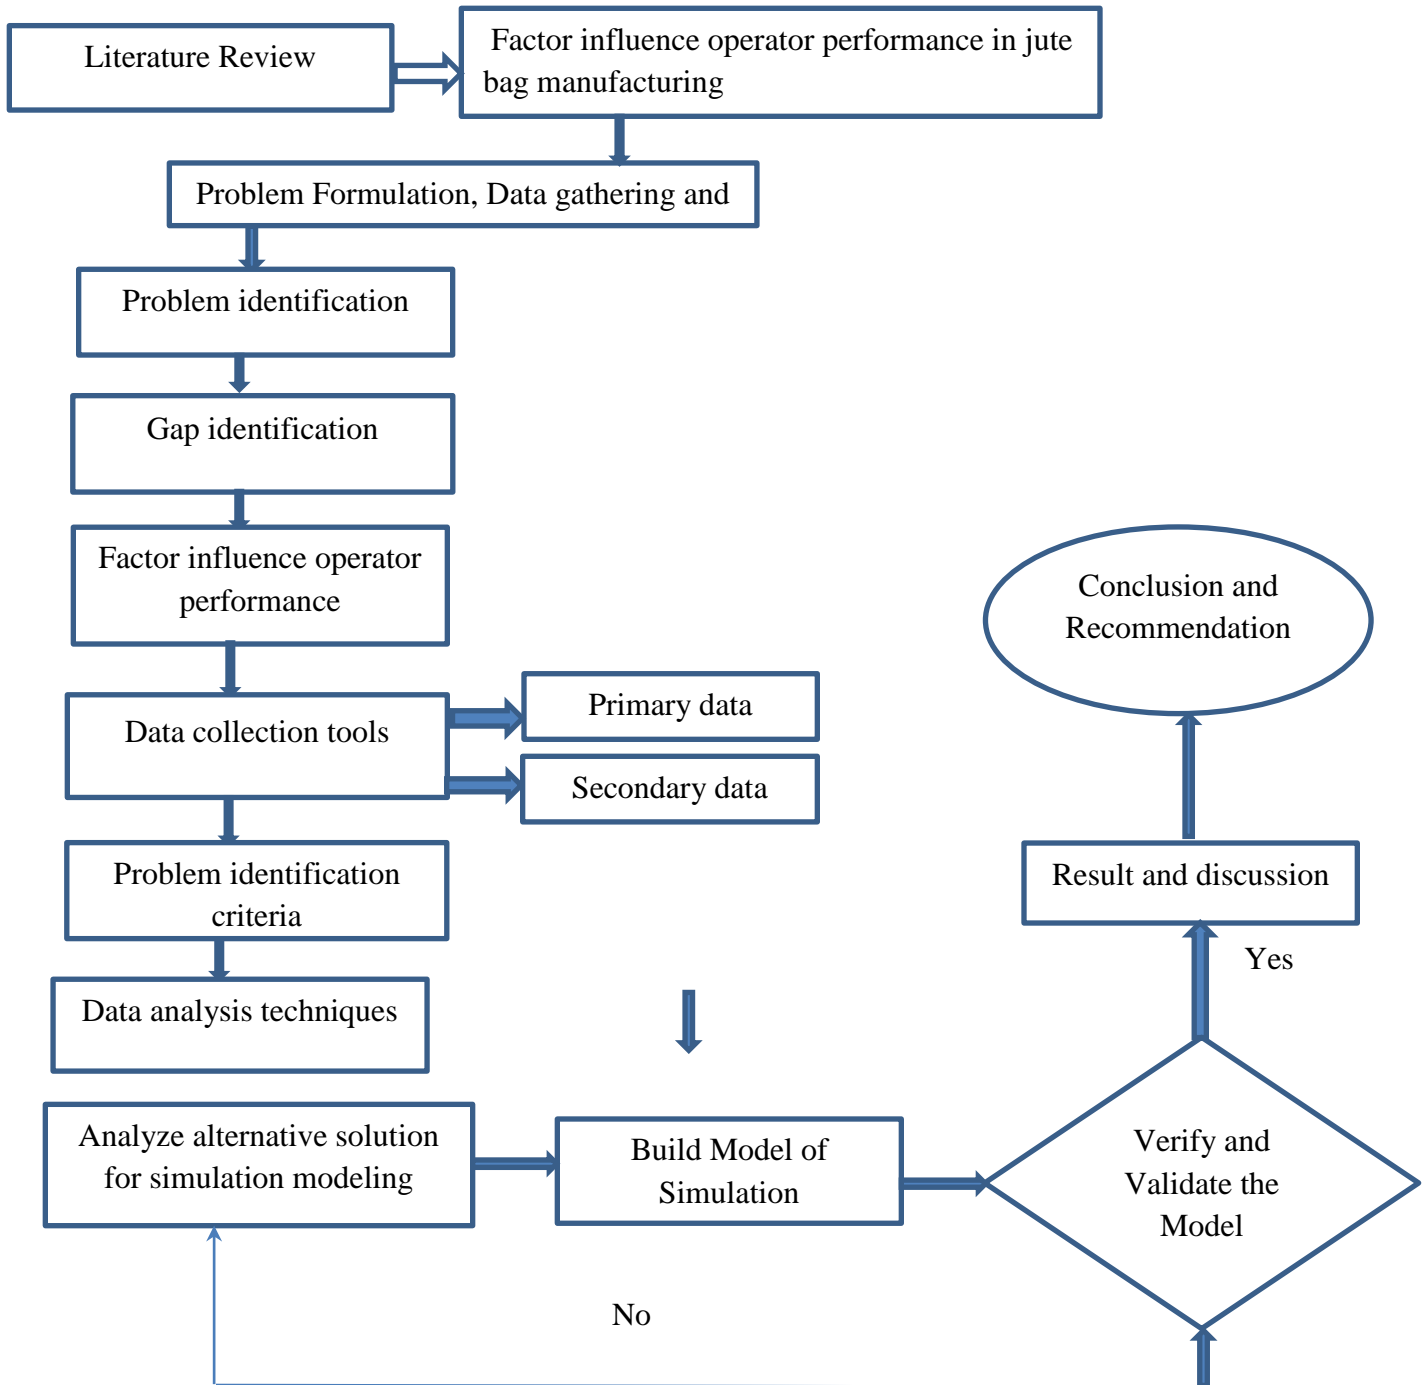 Literature Review
Factor influence operator performance in jute
bag manufacturing
Problem Formulation, Data gathering and
Problem identification
Gap identification
Factor influence operator
performance
Data collection tools
Primary data
Secondary data
Problem identification
criteria
Data analysis techniques
Analyze alternative solution
for simulation modeling
Build Model of
Simulation
Verify and
Validate the
Model
No
Yes
Result and discussion
Conclusion and
Recommendation